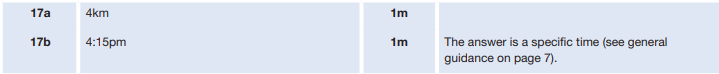 17a 4km 1m
17b 4:15pm 1m The answer is a specific time (see general
guidance on page 7).